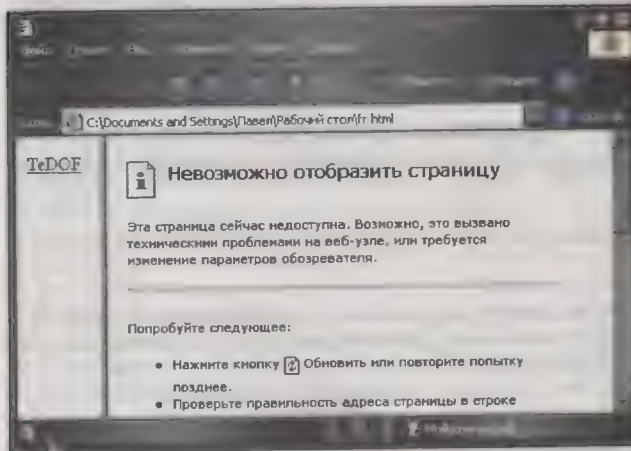 C:\Documents and Settings\Павел\Рабочий стол\fr html
TeDOF
Невозможно отобразить страницу
Эта страница сейчас недоступна. Возможно, это вызвано
техническими проблемами на веб-узле, или требуется
изменение параметров обозревателя.
Попробуйте следующее:
• Нажмите кнопку Обновить или повторите попытку
позднее.
• Проверьте правильность адреса страницы в строке